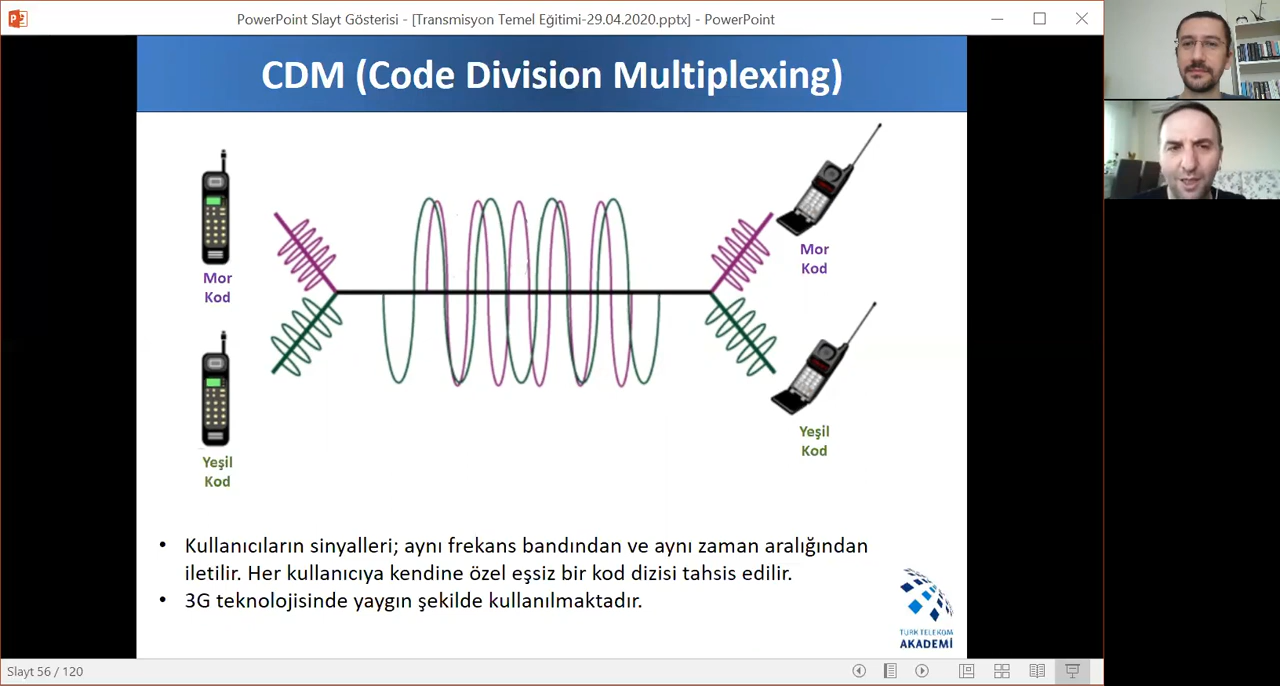 PowerPoint Slayt Gösterisi - [Transmisyon Temel Eğitimi-29.04.2020.pptx] - PowerPoint
CDM (Code Division Multiplexing)
Mor
Kod
Mor
Kod
Yeşil
Kod
Yeşil
Kod
• Kullanıcıların sinyalleri; aynı frekans bandından ve aynı zaman aralığından
iletilir. Her kullanıcıya kendine özel eşsiz bir kod dizisi tahsis edilir.
• 3G teknolojisinde yaygın şekilde kullanılmaktadır.
TÜRK TELEKOM
AKADEMİ
Slayt 56 / 120